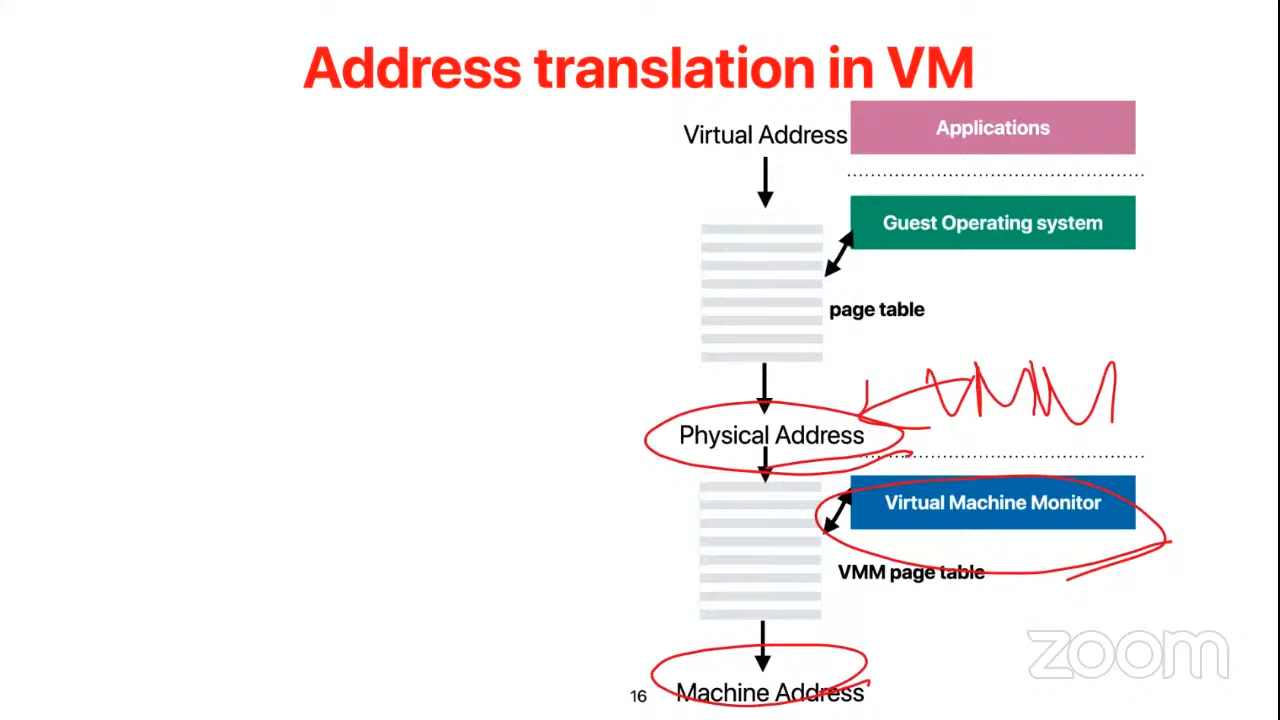 Address translation in VM
Virtual Address
Applications
Guest Operating system
page table
VMM
Physical Address
Virtual Machine Monitor
VMM page table
Machine Address
16
zoom